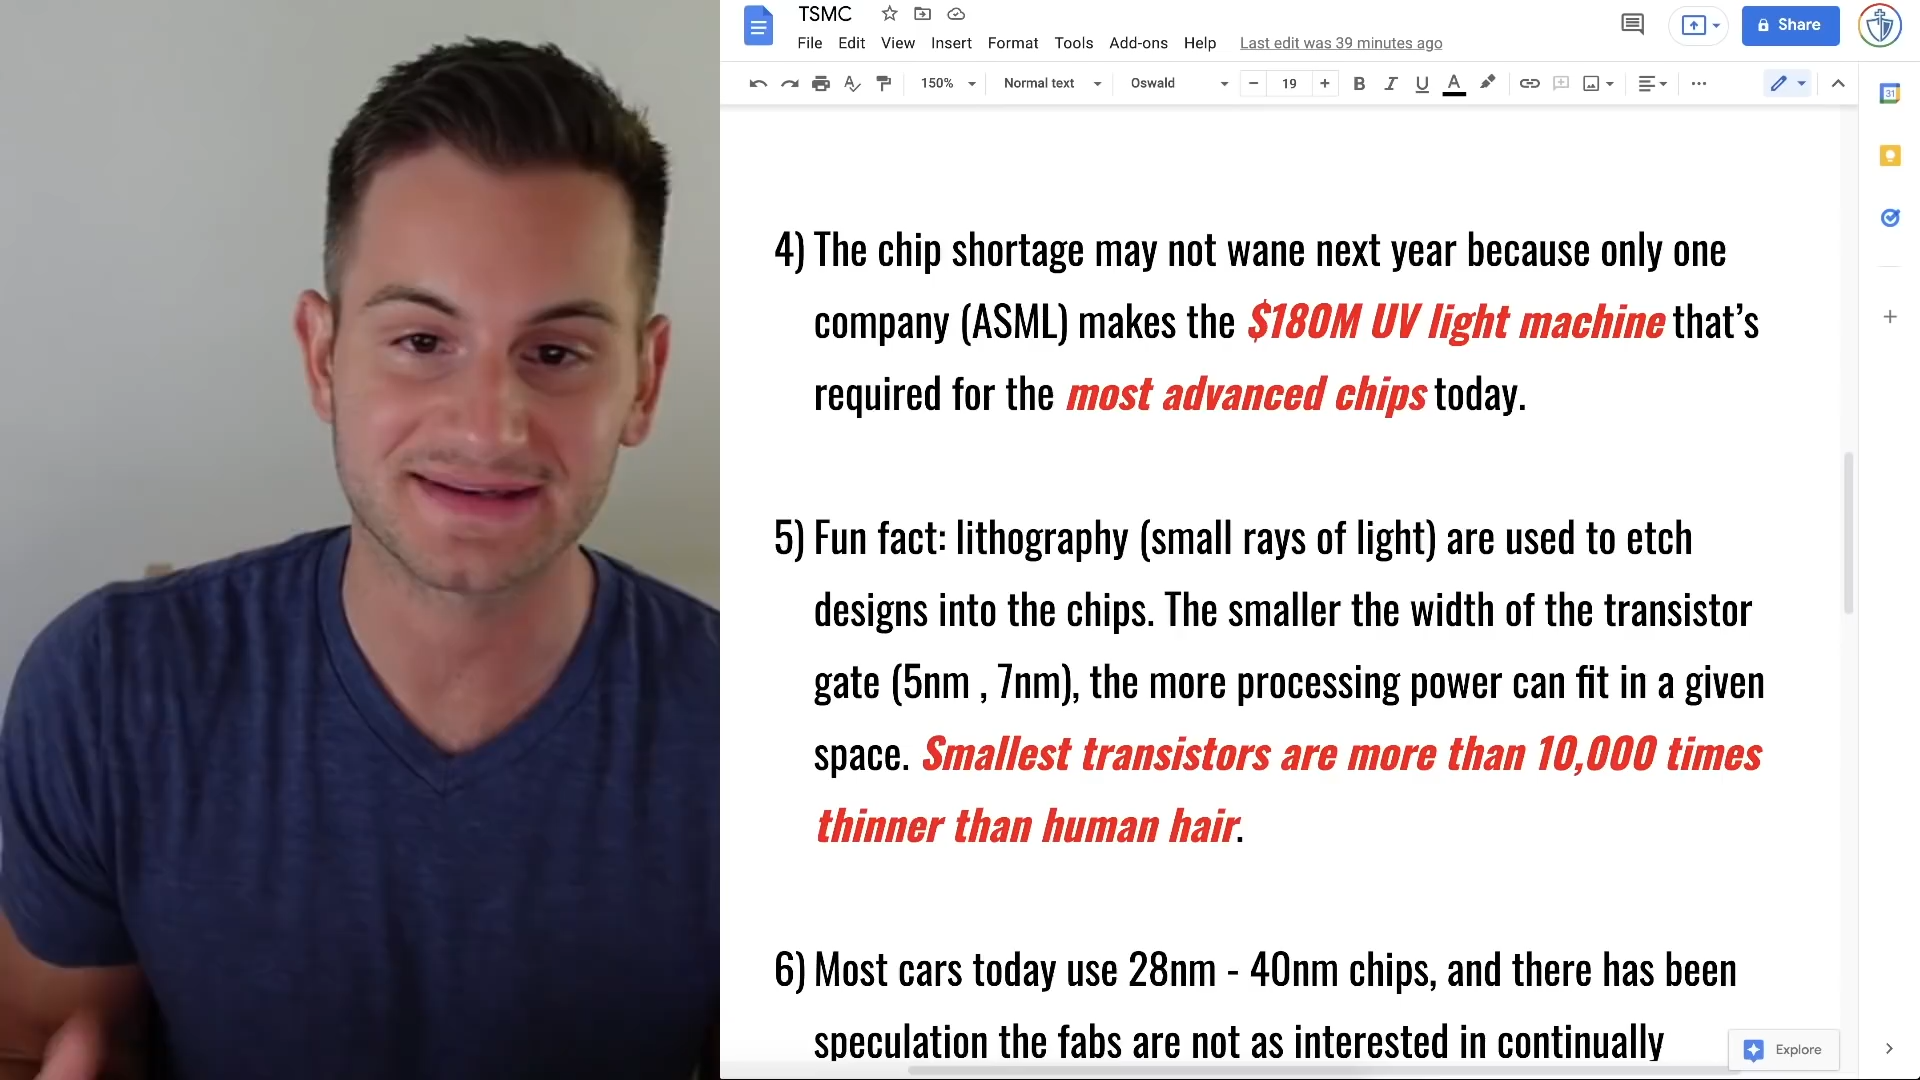 TSMC
File Edit View Insert Format Tools Add-ons Help Last edit was 39 minutes ago
Share
150% Normal text Oswald − 19 + B I U A
31
4) The chip shortage may not wane next year because only one
company (ASML) makes the $180M UV light machine that’s
required for the most advanced chips today.
5) Fun fact: lithography (small rays of light) are used to etch
designs into the chips. The smaller the width of the transistor
gate (5nm , 7nm), the more processing power can fit in a given
space. Smallest transistors are more than 10,000 times
thinner than human hair.
6) Most cars today use 28nm - 40nm chips, and there has been
speculation the fabs are not as interested in continually
Explore